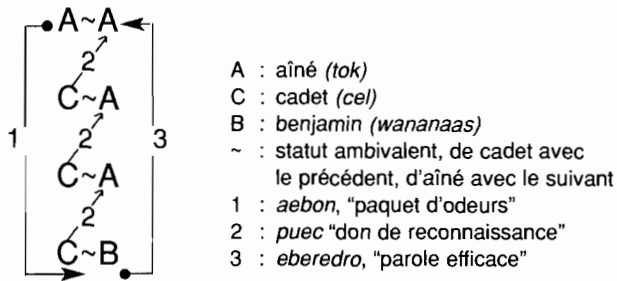 A~A
2
C~A
2
1
3
C~A
2
C~B
A : aîné (tok)
C : cadet (cel)
B : benjamin (wananaas)
~ : statut ambivalent, de cadet avec
le précédent, d'aîné avec le suivant
1 : aebon, “paquet d'odeurs”
2 : puec “don de reconnaissance”
3 : eberedro, “parole efficace”